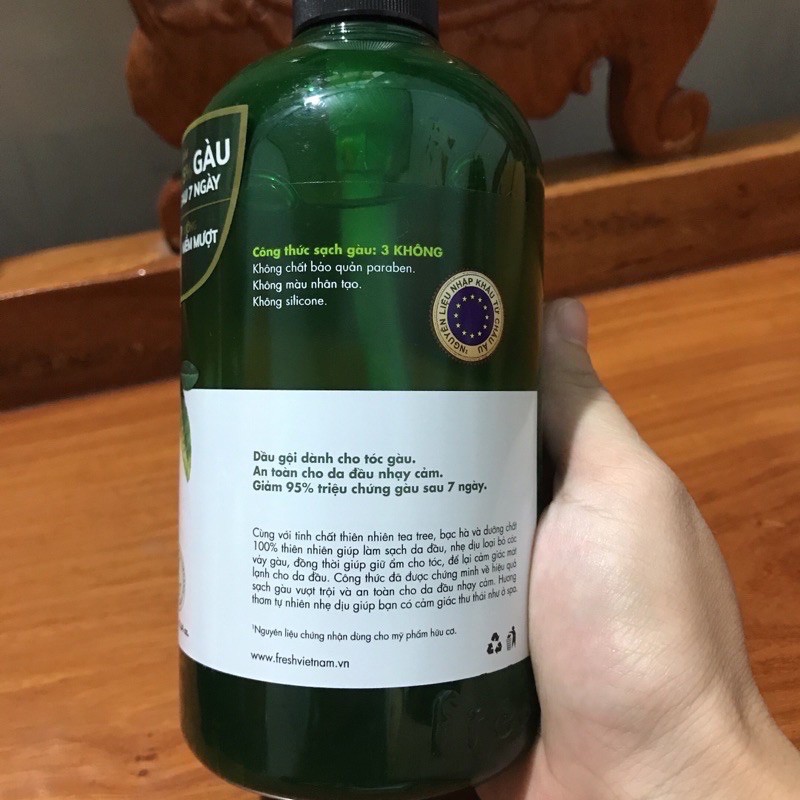 GÀU
7 NGÀY
MỀM MƯỢT
Công thức sạch gàu: 3 KHÔNG
Không chất bảo quản paraben.
Không màu nhân tạo.
Không silicone.
¹NGUYÊN LIỆU NHẬP KHẨU TỪ CHÂU ÂU
Dầu gội dành cho tóc gàu.
An toàn cho da đầu nhạy cảm.
Giảm 95% triệu chứng gàu sau 7 ngày.
Cùng với tinh chất thiên nhiên tea tree, bạc hà và dưỡng chất
100% thiên nhiên giúp làm sạch da đầu, nhẹ dịu loại bỏ các
vảy gàu, đồng thời giúp giữ ẩm cho tóc, để lại cảm giác mát
lạnh cho da đầu. Công thức đã được chứng minh về hiệu quả
sạch gàu vượt trội và an toàn cho da đầu nhạy cảm. Hương
thơm tự nhiên nhẹ dịu giúp bạn có cảm giác thư thái như ở spa.
¹Nguyên liệu chứng nhận dùng cho mỹ phẩm hữu cơ.
www.freshvietnam.vn